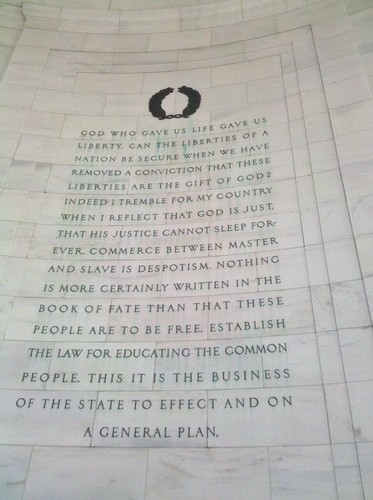 GOD WHO GAVE US LIFE GAVE US
LIBERTY. CAN THE LIBERTIES OF A
NATION BE SECURE WHEN WE HAVE
REMOVED A CONVICTION THAT THESE
LIBERTIES ARE THE GIFT OF GOD?
INDEED I TREMBLE FOR MY COUNTRY
WHEN I REFLECT THAT GOD IS JUST,
THAT HIS JUSTICE CANNOT SLEEP FOR-
EVER. COMMERCE BETWEEN MASTER
AND SLAVE IS DESPOTISM. NOTHING
IS MORE CERTAINLY WRITTEN IN THE
BOOK OF FATE THAN THAT THESE
PEOPLE ARE TO BE FREE. ESTABLISH
THE LAW FOR EDUCATING THE COMMON
PEOPLE. THIS IT IS THE BUSINESS
OF THE STATE TO EFFECT AND ON
A GENERAL PLAN.